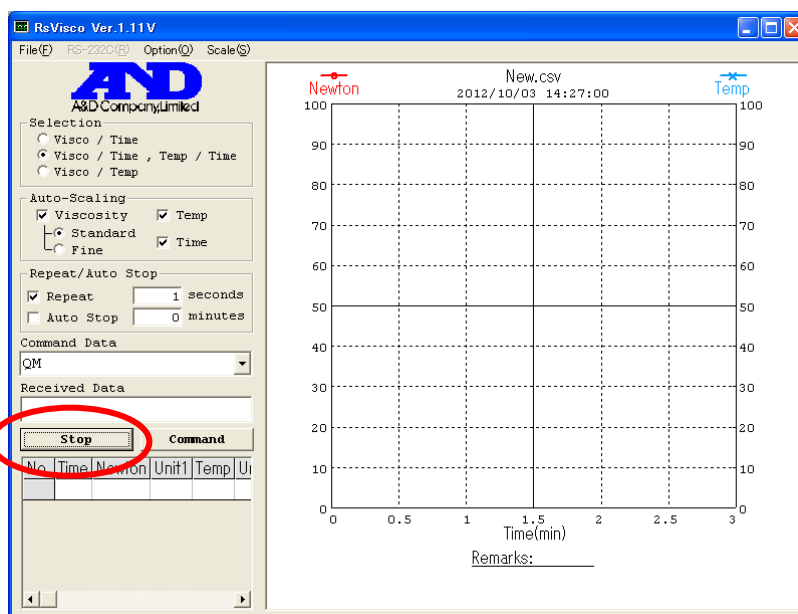 RsVisco Ver.1.11V
File(F) RS-232C(R) Option(O) Scale(S)
AND
A&D Company,Limited
Selection
Visco / Time
Visco / Time , Temp / Time
Visco / Temp
Auto-Scaling
Viscosity Temp
Standard
Fine
Time
Repeat/Auto Stop
Repeat 1 seconds
Auto Stop 0 minutes
Command Data
QM
Received Data
Stop Command
No Time Newton Unit1 Temp
New.csv
2012/10/03 14:27:00
Newton Temp
100 100
90 90
80 80
70 70
60 60
50 50
40 40
30 30
20 20
10 10
0 0
0 0.5 1 1.5 2 2.5 3
Time(min)
Remarks: